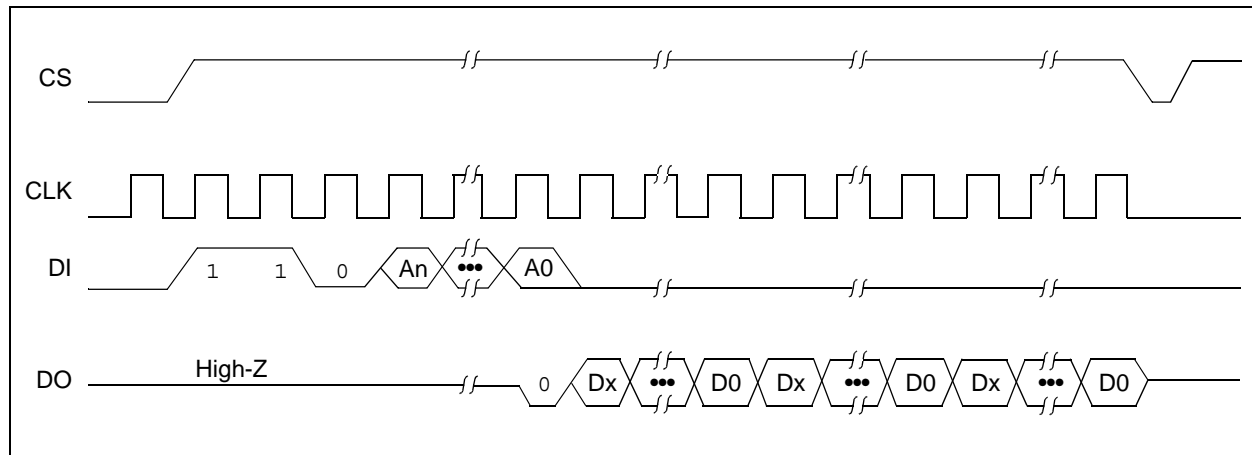 CS
CLK
DI 1 1 0 An ••• A0
High-Z
DO 0 Dx ••• D0 Dx ••• D0 Dx ••• D0